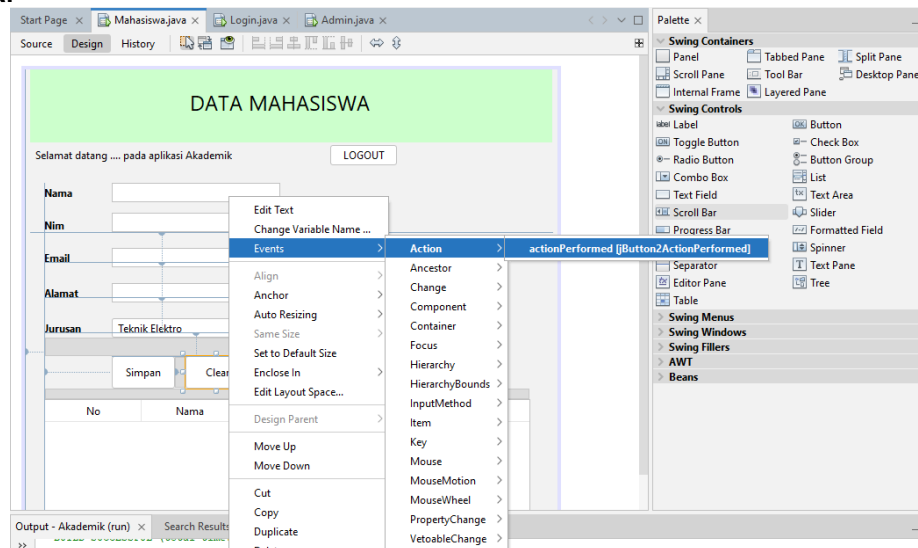 Start Page Mahasiswa.java Login.java Admin.java
Source Design History
DATA MAHASISWA
Selamat datang .... pada aplikasi Akademik LOGOUT
Nama
Nim
Email
Alamat
Jurusan Teknik Elektro
Simpan Clear
No Nama
Edit Text
Change Variable Name ...
Events
Align
Anchor
Auto Resizing
Same Size
Set to Default Size
Enclose In
Edit Layout Space...
Design Parent
Move Up
Move Down
Cut
Copy
Duplicate
Action
Ancestor
Change
Component
Container
Focus
Hierarchy
HierarchyBounds
InputMethod
Item
Key
Mouse
MouseMotion
MouseWheel
PropertyChange
VetoableChange
actionPerformed [jButton2ActionPerformed]
Palette
Swing Containers
Panel Tabbed Pane Split Pane
Scroll Pane Tool Bar Desktop Pane
Internal Frame Layered Pane
Swing Controls
label Label OK Button
ON Toggle Button Check Box
Radio Button Button Group
Combo Box List
Text Field Text Area
Scroll Bar Slider
Progress Bar Formatted Field
Spinner
Separator Text Pane
Editor Pane Tree
Table
Swing Menus
Swing Windows
Swing Fillers
AWT
Beans
Output - Akademik (run) Search Results